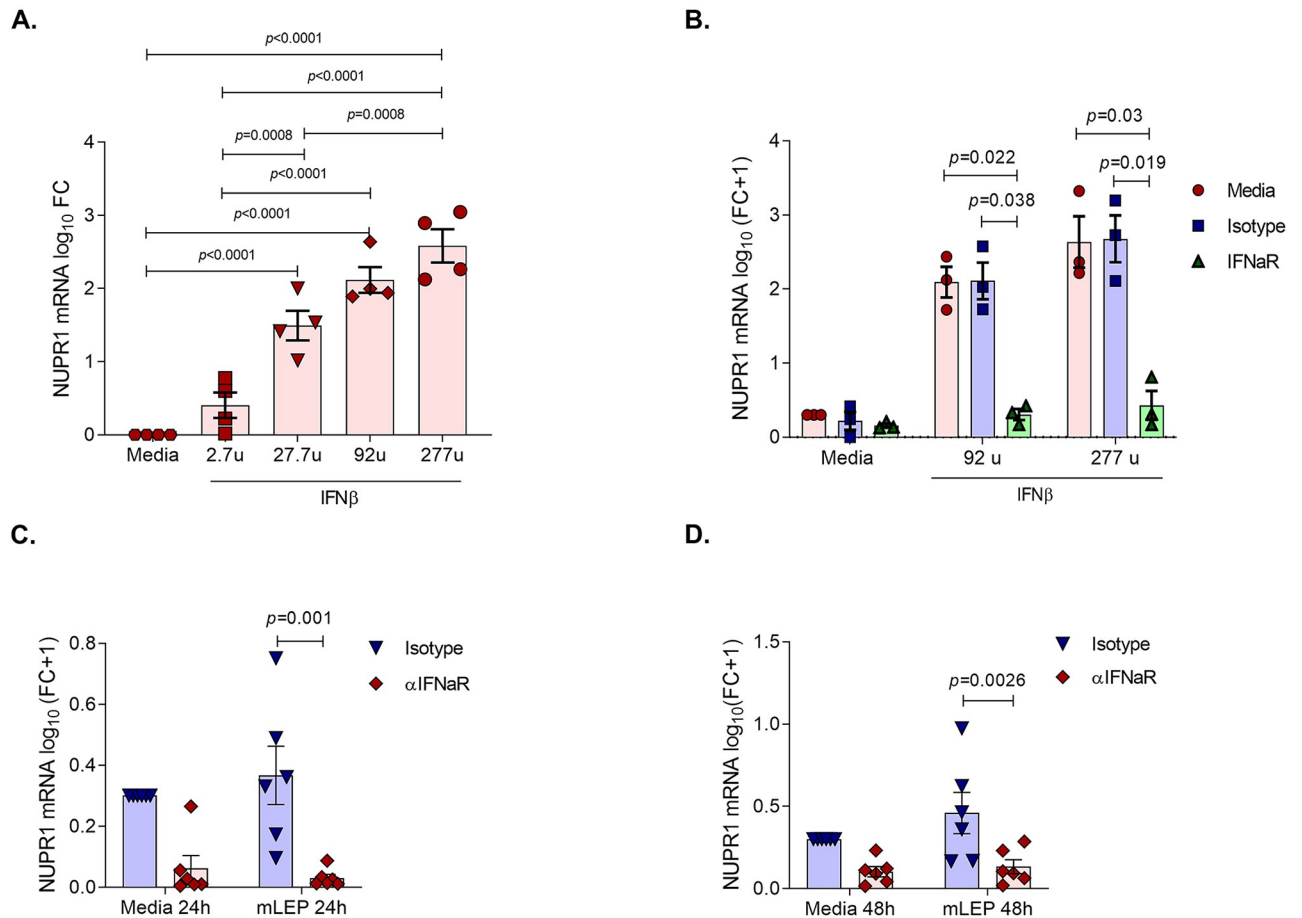 A.
p<0.0001
p<0.0001
p=0.0008
p=0.0008
p<0.0001
p<0.0001
p<0.0001
NUPR1 mRNA log10 FC
4
3
2
1
0
Media 2.7u 27.7u 92u 277u
IFNβ
B.
p=0.03
p=0.022
p=0.019
p=0.038
NUPR1 mRNA log10 (FC+1)
4
3
2
1
0
Media 92 u 277 u
IFNβ
Media
Isotype
IFNaR
C.
p=0.001
NUPR1 mRNA log10 (FC+1)
0.8
0.6
0.4
0.2
0.0
Media 24h mLEP 24h
Isotype
αIFNaR
D.
p=0.0026
NUPR1 mRNA log10(FC+1)
1.5
1.0
0.5
0.0
Media 48h mLEP 48h
Isotype
αIFNaR